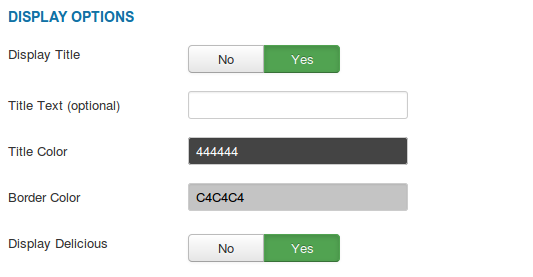 DISPLAY OPTIONS
Display Title No Yes
Title Text (optional)
Title Color 444444
Border Color C4C4C4
Display Delicious No Yes